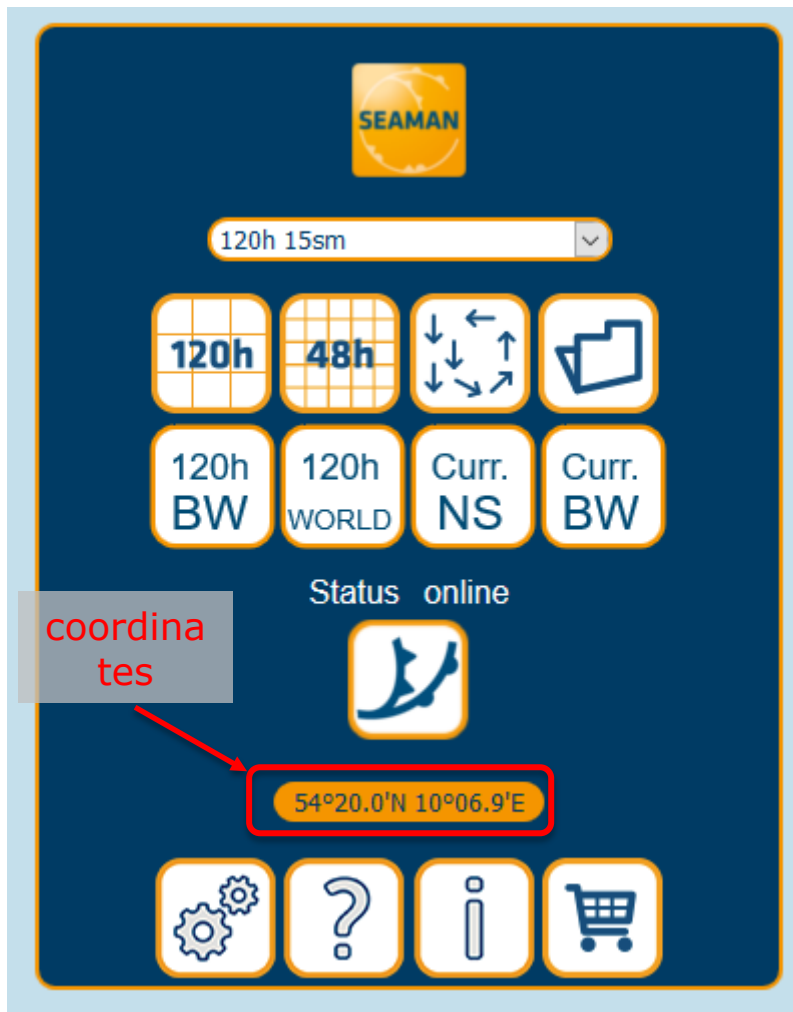 SEAMAN
120h 15sm
120h
48h
120h
BW
120h
WORLD
Curr.
NS
Curr.
BW
Status online
coordina
tes
54°20.0'N 10°06.9'E
?
i